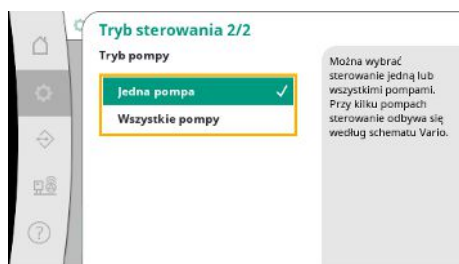 Tryb sterowania 2/2
Tryb pompy
Jedna pompa
Wszystkie pompy
Można wybrać
sterowanie jedną lub
wszystkimi pompami.
Przy kilku pompach
sterowanie odbywa się
według schematu Vario.